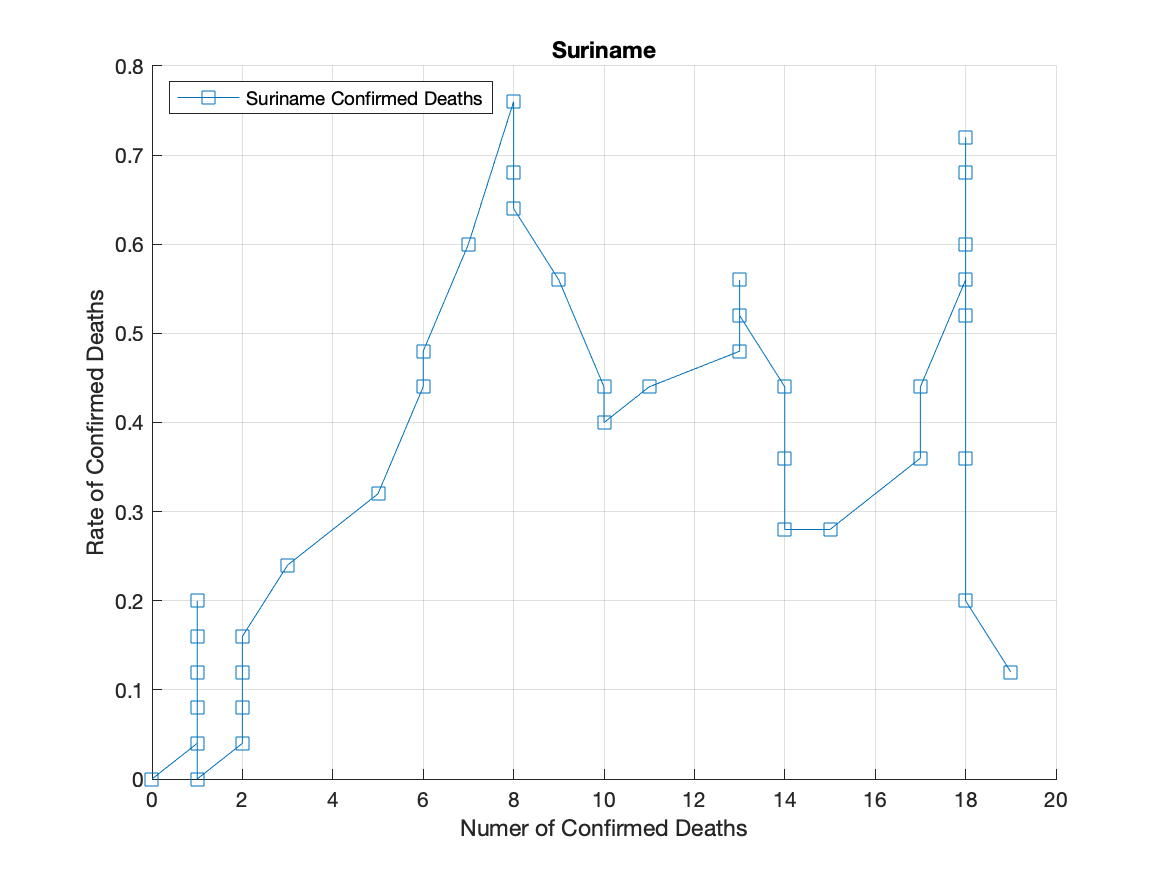 Suriname
Suriname Confirmed Deaths
0.8
0.7
0.6
0.5
0.4
0.3
0.2
0.1
0
Rate of Confirmed Deaths
0 2 4 6 8 10 12 14 16 18 20
Numer of Confirmed Deaths